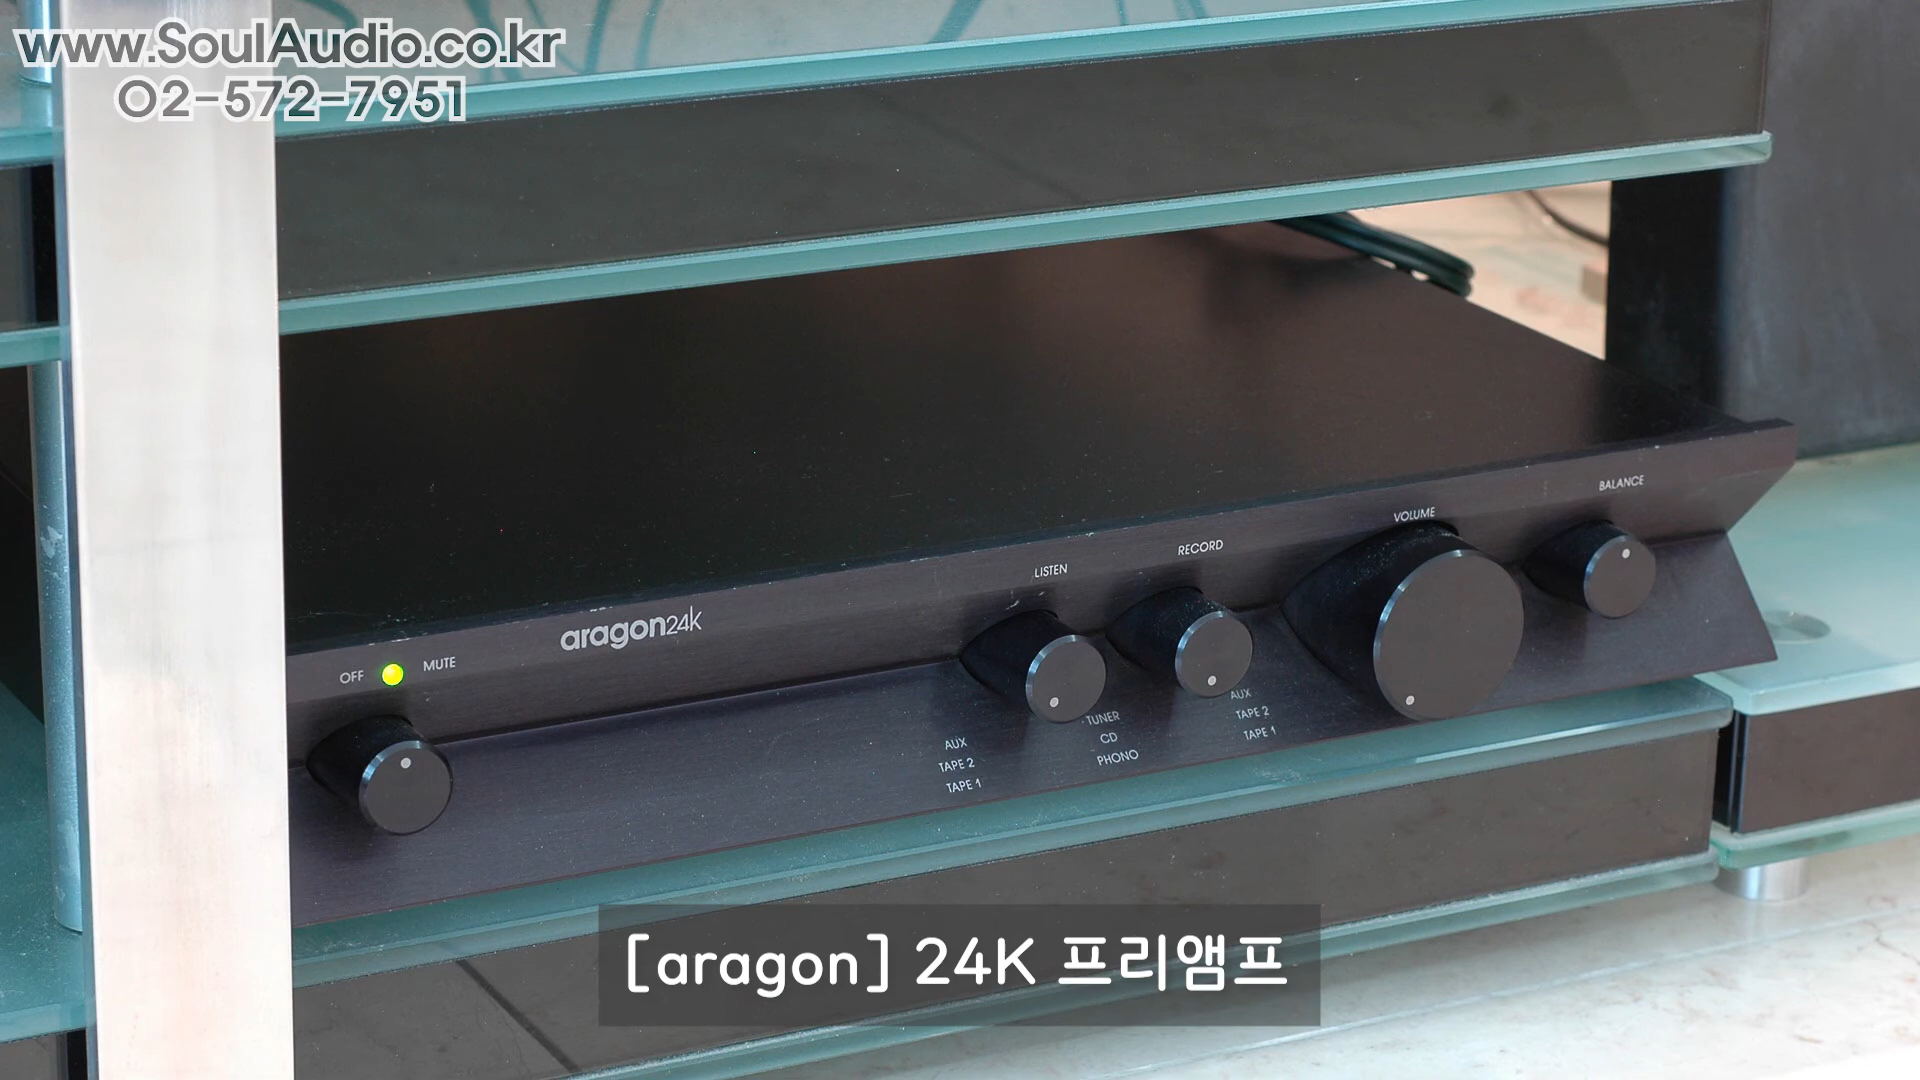 www.SoulAudio.co.kr
02-572-7951
BALANCE
VOLUME
RECORD
LISTEN
aragon24k
OFF
MUTE
AUX
TAPE 2
TAPE 1
TUNER
CD
PHONO
AUX
TAPE 2
TAPE 1
[aragon] 24K 프리앰프